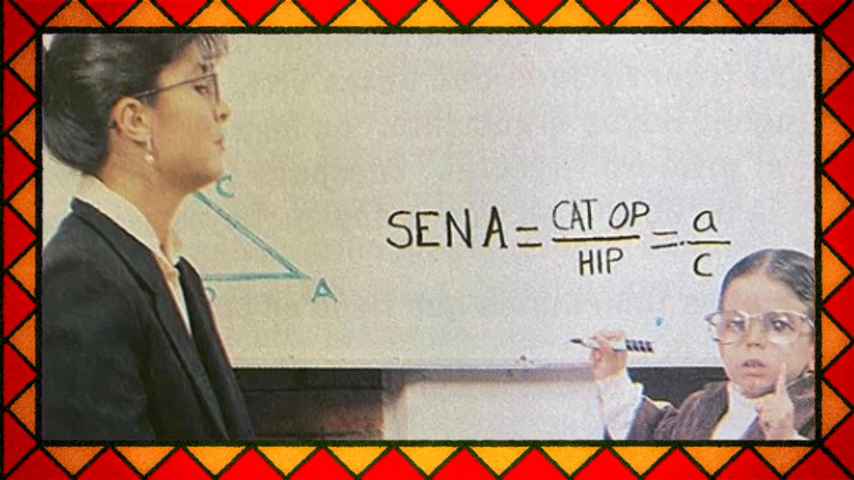 C
A
SEN A = CAT OP / HIP = a / c